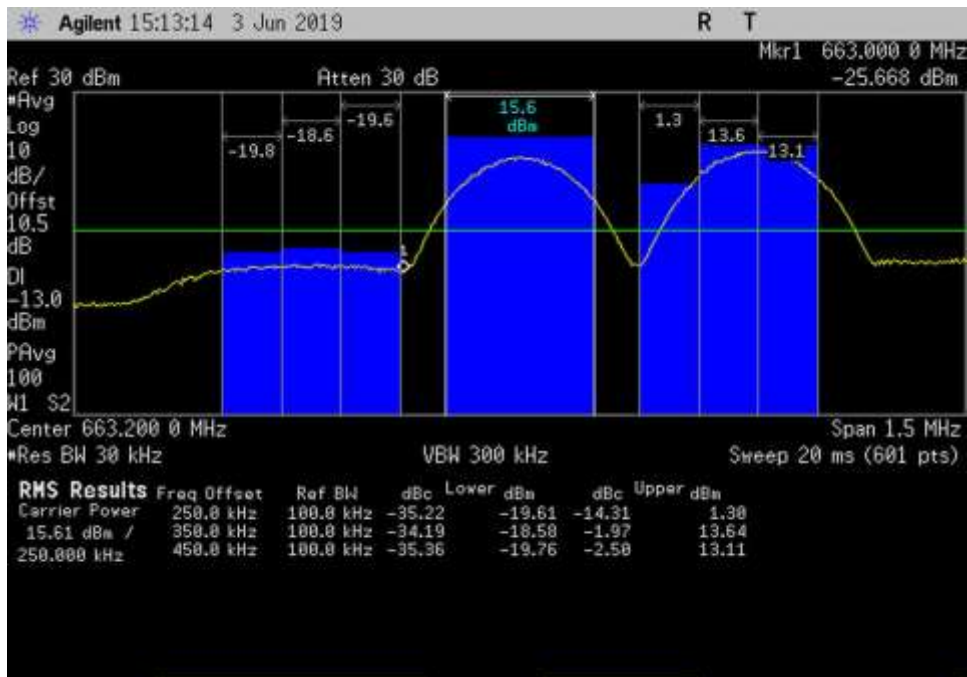 Agilent 15:13:14 3 Jun 2019 R T
Mkr1 663.000 0 MHz
Ref 30 dBm Atten 30 dB -25.668 dBm
#Avg
Log
10
dB/
Offst
10.5
dB
DI
-13.0
dBm
PAvg
100
W1 S2
-19.8
-18.6
-19.6
15.6
dBm
1.3
13.6
13.1
1
Center 663.200 0 MHz Span 1.5 MHz
#Res BW 30 kHz VBW 300 kHz Sweep 20 ms (601 pts)
RMS Results Freq Offset Ref BW dBc Lower dBm dBc Upper dBm
Carrier Power 250.0 kHz 100.0 kHz -35.22 -19.61 -14.31 1.30
15.61 dBm / 350.0 kHz 100.0 kHz -34.19 -18.58 -1.97 13.64
250.000 kHz 450.0 kHz 100.0 kHz -35.36 -19.76 -2.50 13.11